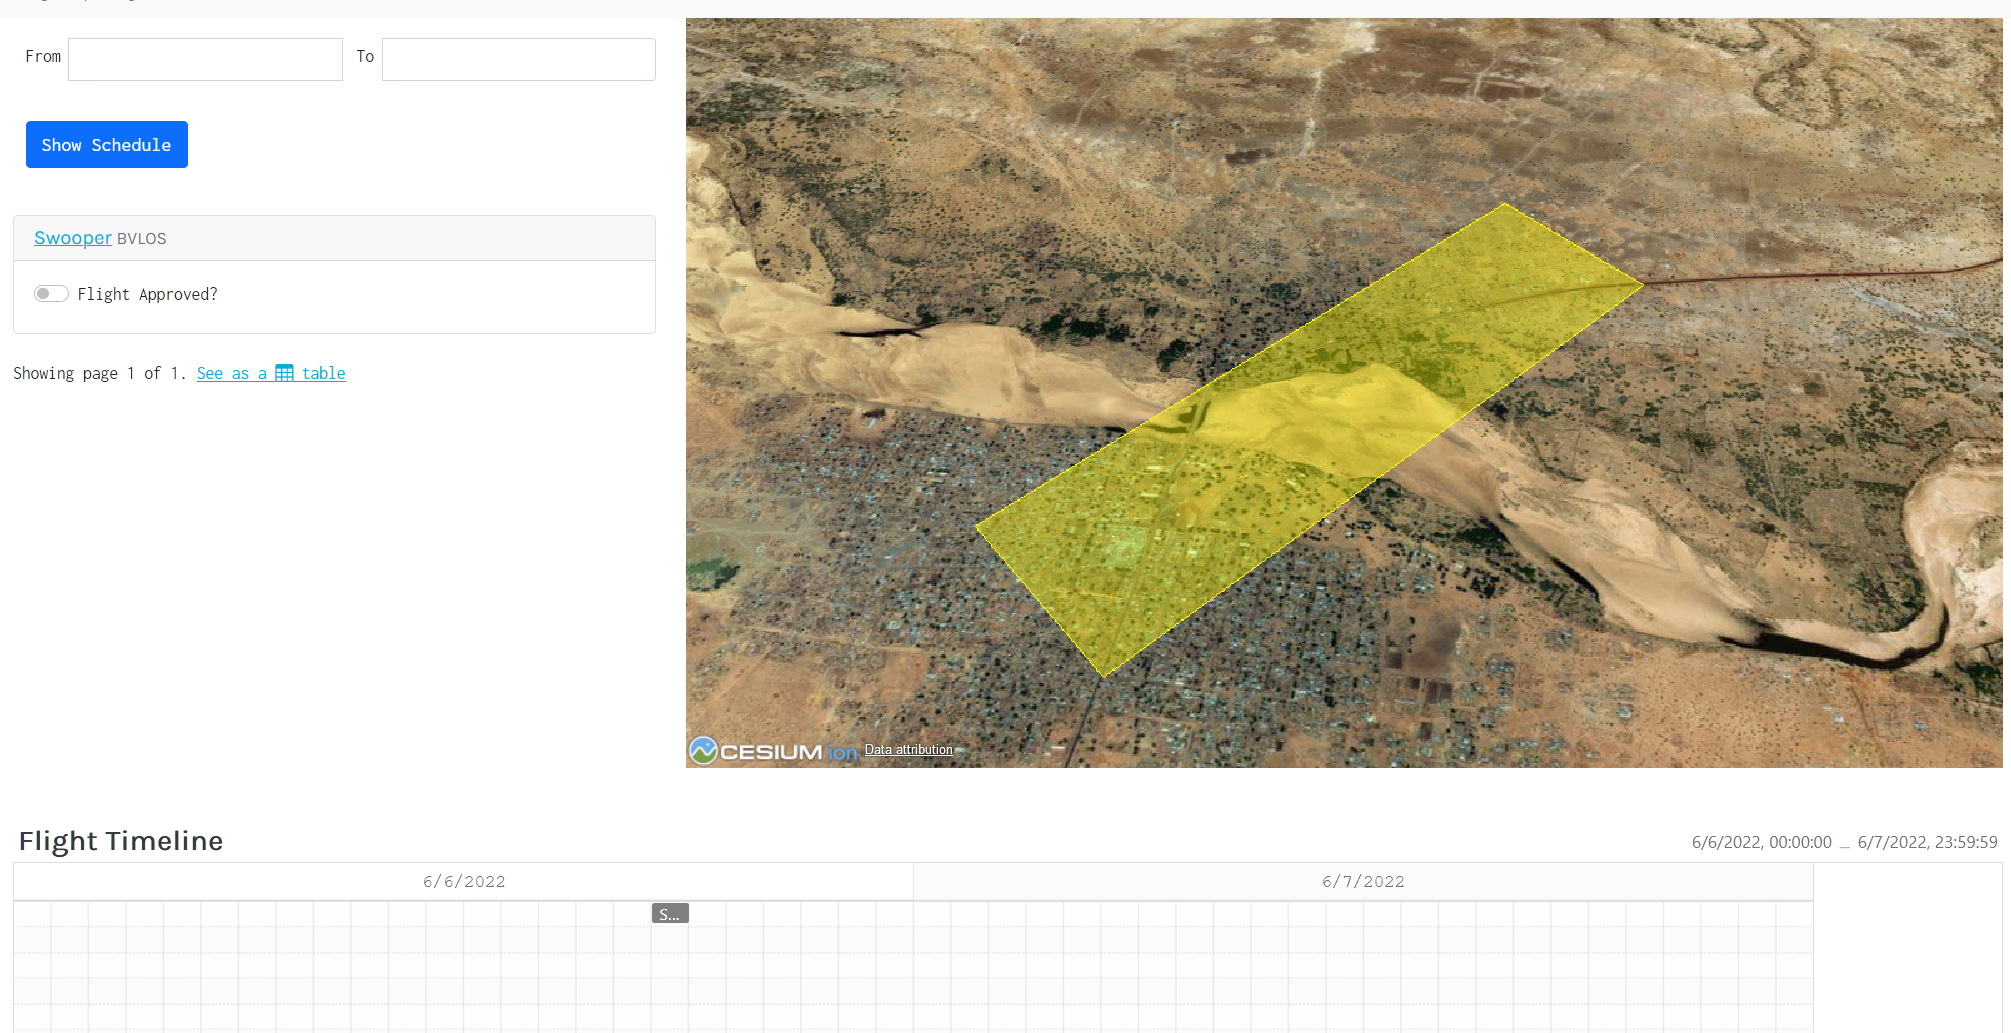 From To
Show Schedule
Swooper BVLOS
Flight Approved?
Showing page 1 of 1. See as a table
CESIUM ion Data attribution
Flight Timeline
6/6/2022, 00:00:00 _ 6/7/2022, 23:59:59
6/6/2022 6/7/2022
S...